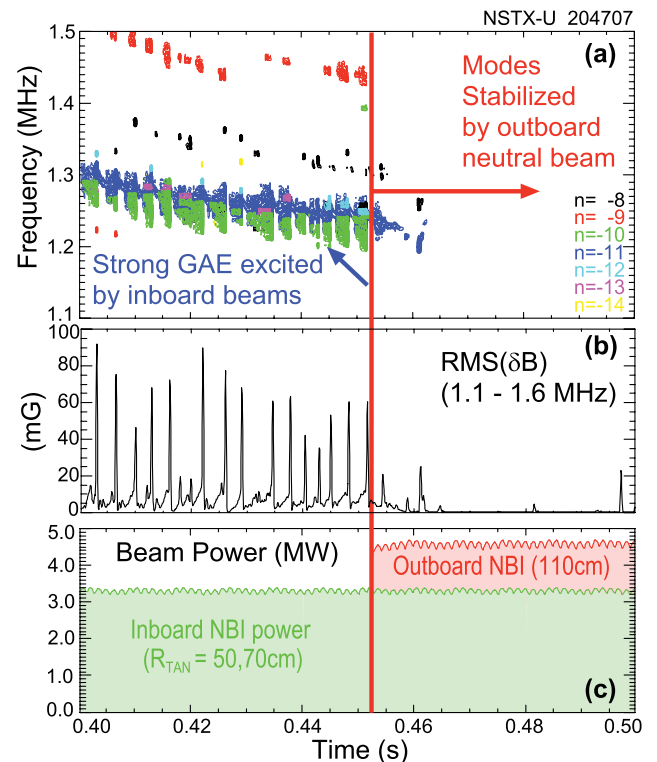 NSTX-U 204707
(a)
1.5
1.4
1.3
1.2
1.1
Frequency (MHz)
Modes
Stabilized
by outboard
neutral beam
n= -8
n= -9
n=-10
n=-11
n=-12
n=-13
n=-14
Strong GAE excited
by inboard beams
(b)
RMS(δB)
(1.1 - 1.6 MHz)
100
80
60
40
20
0
(mG)
5.0
4.0
3.0
2.0
1.0
0.0
Beam Power (MW)
Outboard NBI (110cm)
Inboard NBI power
(R_TAN = 50,70cm)
(c)
0.40
0.42
0.44
0.46
0.48
0.50
Time (s)